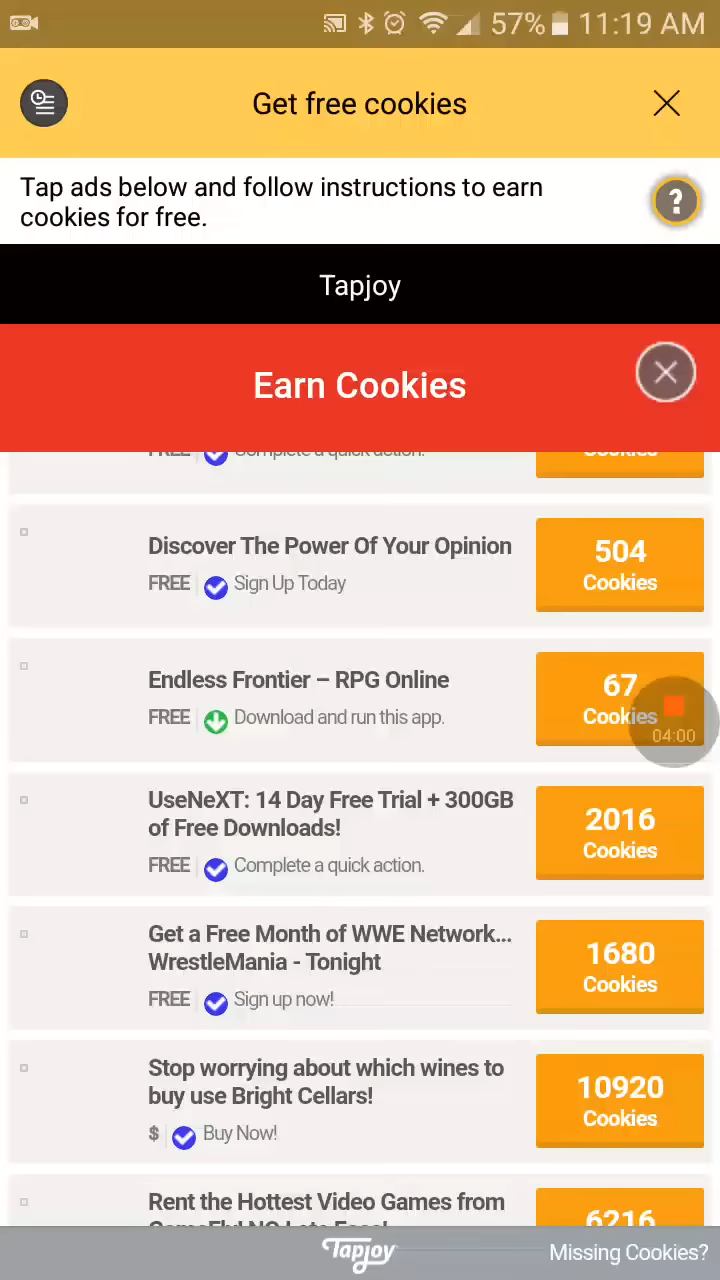 57% 11:19 AM
Get free cookies
Tap ads below and follow instructions to earn
cookies for free.
?
Tapjoy
Earn Cookies
FREE Complete a quick action. Cookies
Discover The Power Of Your Opinion
FREE Sign Up Today
504
Cookies
Endless Frontier – RPG Online
FREE Download and run this app.
67
Cookies
04:00
UseNeXT: 14 Day Free Trial + 300GB
of Free Downloads!
FREE Complete a quick action.
2016
Cookies
Get a Free Month of WWE Network...
WrestleMania - Tonight
FREE Sign up now!
1680
Cookies
Stop worrying about which wines to
buy use Bright Cellars!
$ Buy Now!
10920
Cookies
Rent the Hottest Video Games from
6216
Tapjoy
Missing Cookies?